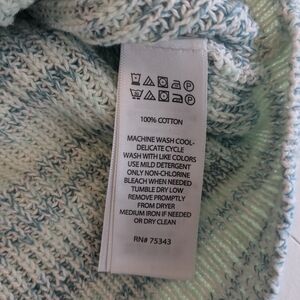 100% COTTON
MACHINE WASH COOL-
DELICATE CYCLE
WASH WITH LIKE COLORS
USE MILD DETERGENT
ONLY NON-CHLORINE
BLEACH WHEN NEEDED
TUMBLE DRY LOW
REMOVE PROMPTLY
FROM DRYER
MEDIUM IRON IF NEEDED
OR DRY CLEAN
RN# 75343